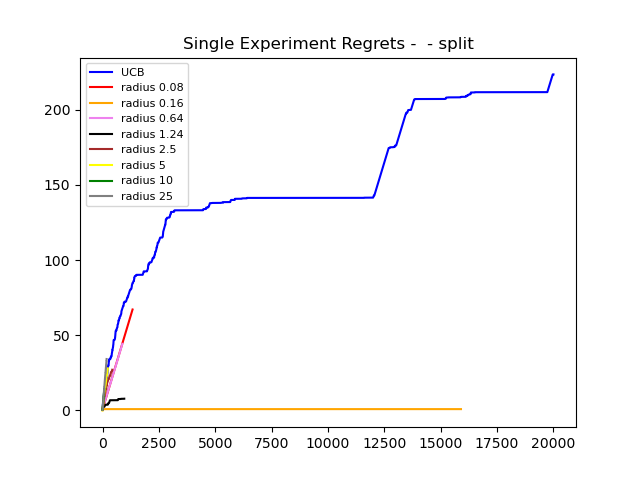 Single Experiment Regrets -  - split
UCB
radius 0.08
radius 0.16
radius 0.64
radius 1.24
radius 2.5
radius 5
radius 10
radius 25
200
150
100
50
0
0 2500 5000 7500 10000 12500 15000 17500 20000